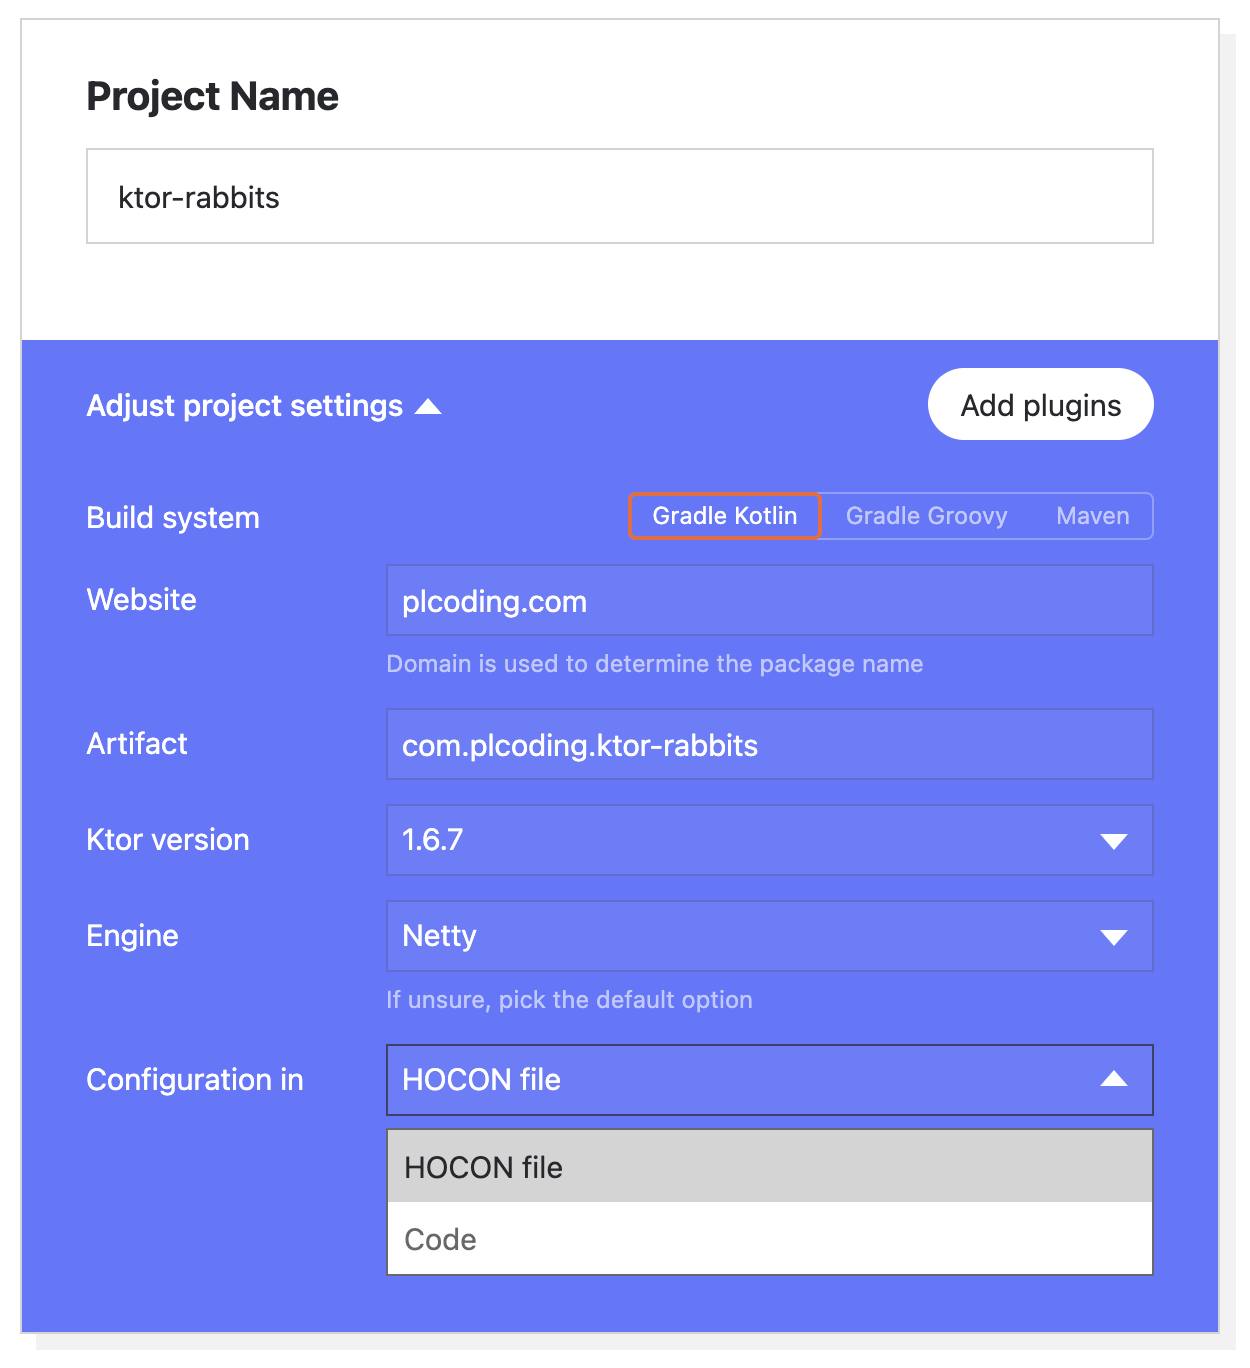 Project Name
ktor-rabbits
Adjust project settings
Add plugins
Build system
Gradle Kotlin
Gradle Groovy
Maven
Website
plcoding.com
Domain is used to determine the package name
Artifact
com.plcoding.ktor-rabbits
Ktor version
1.6.7
Engine
Netty
If unsure, pick the default option
Configuration in
HOCON file
HOCON file
Code